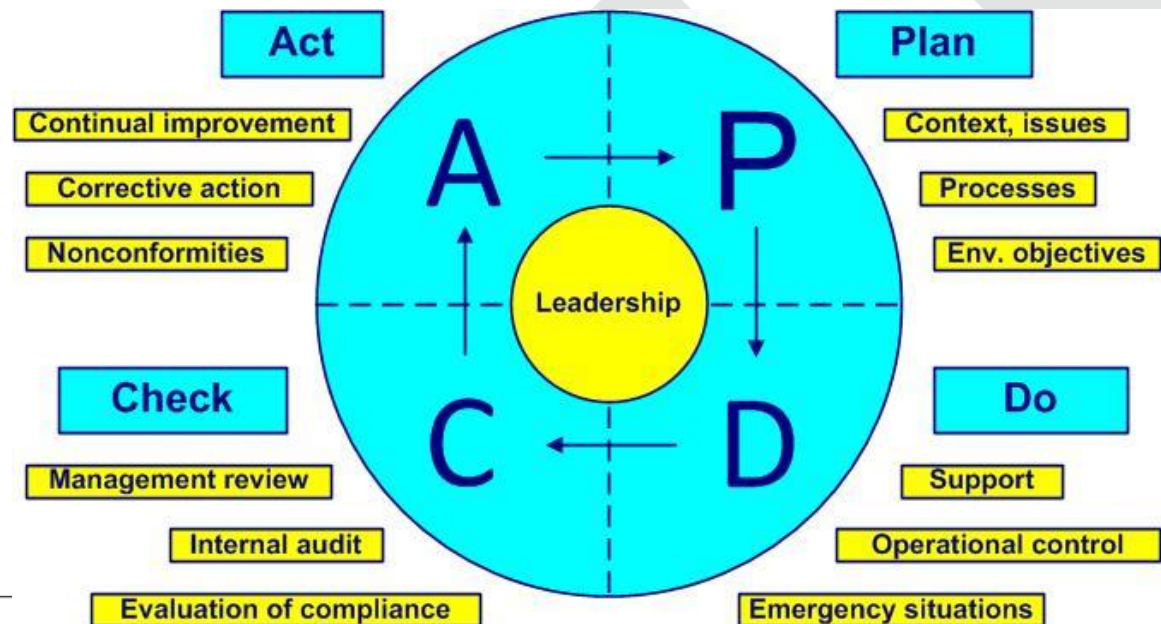 Act
Plan
Continual improvement
Context, issues
Corrective action
Processes
Nonconformities
Env. objectives
A
P
Leadership
C
D
Check
Do
Management review
Support
Internal audit
Operational control
Evaluation of compliance
Emergency situations